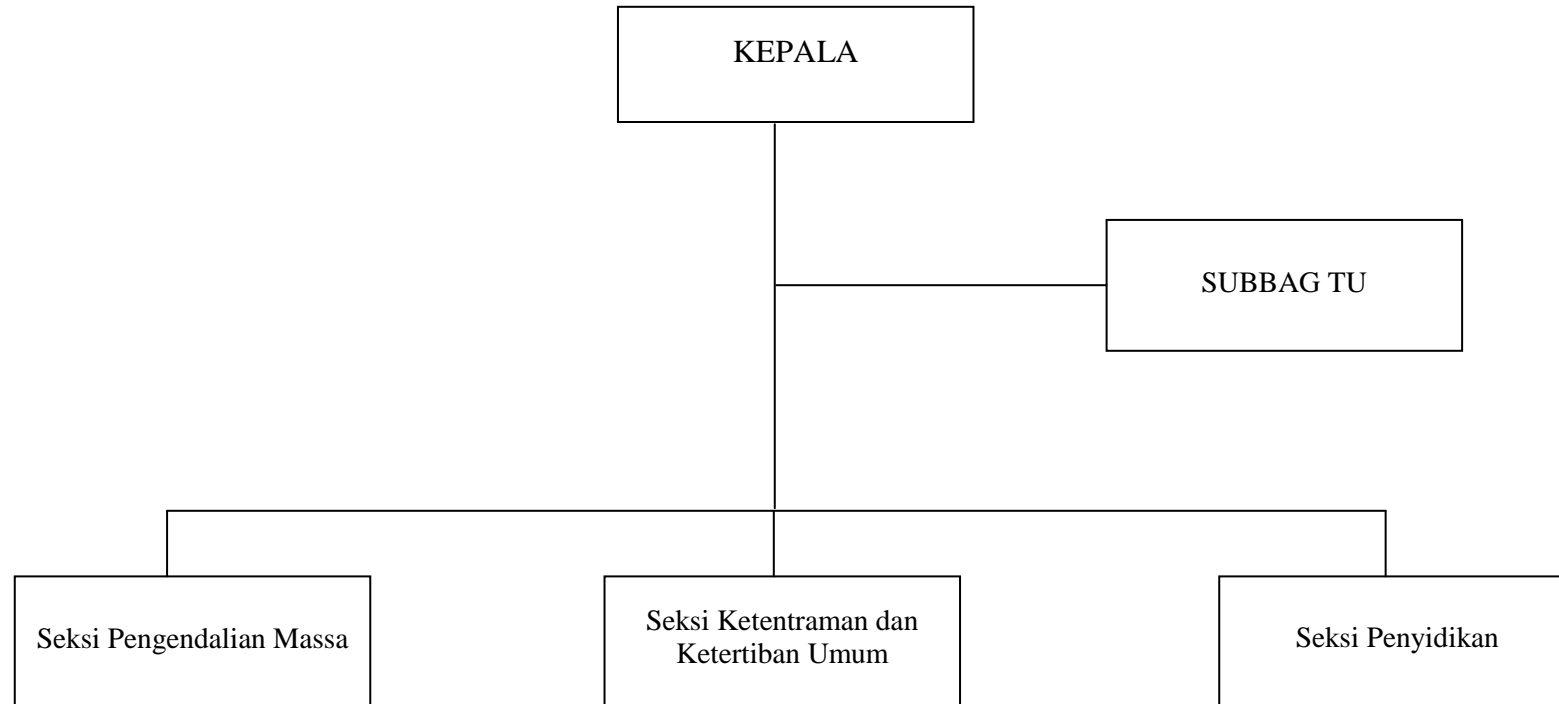 KEPALA
SUBBAG TU
Seksi Pengendalian Massa
Seksi Ketentraman dan
Ketertiban Umum
Seksi Penyidikan